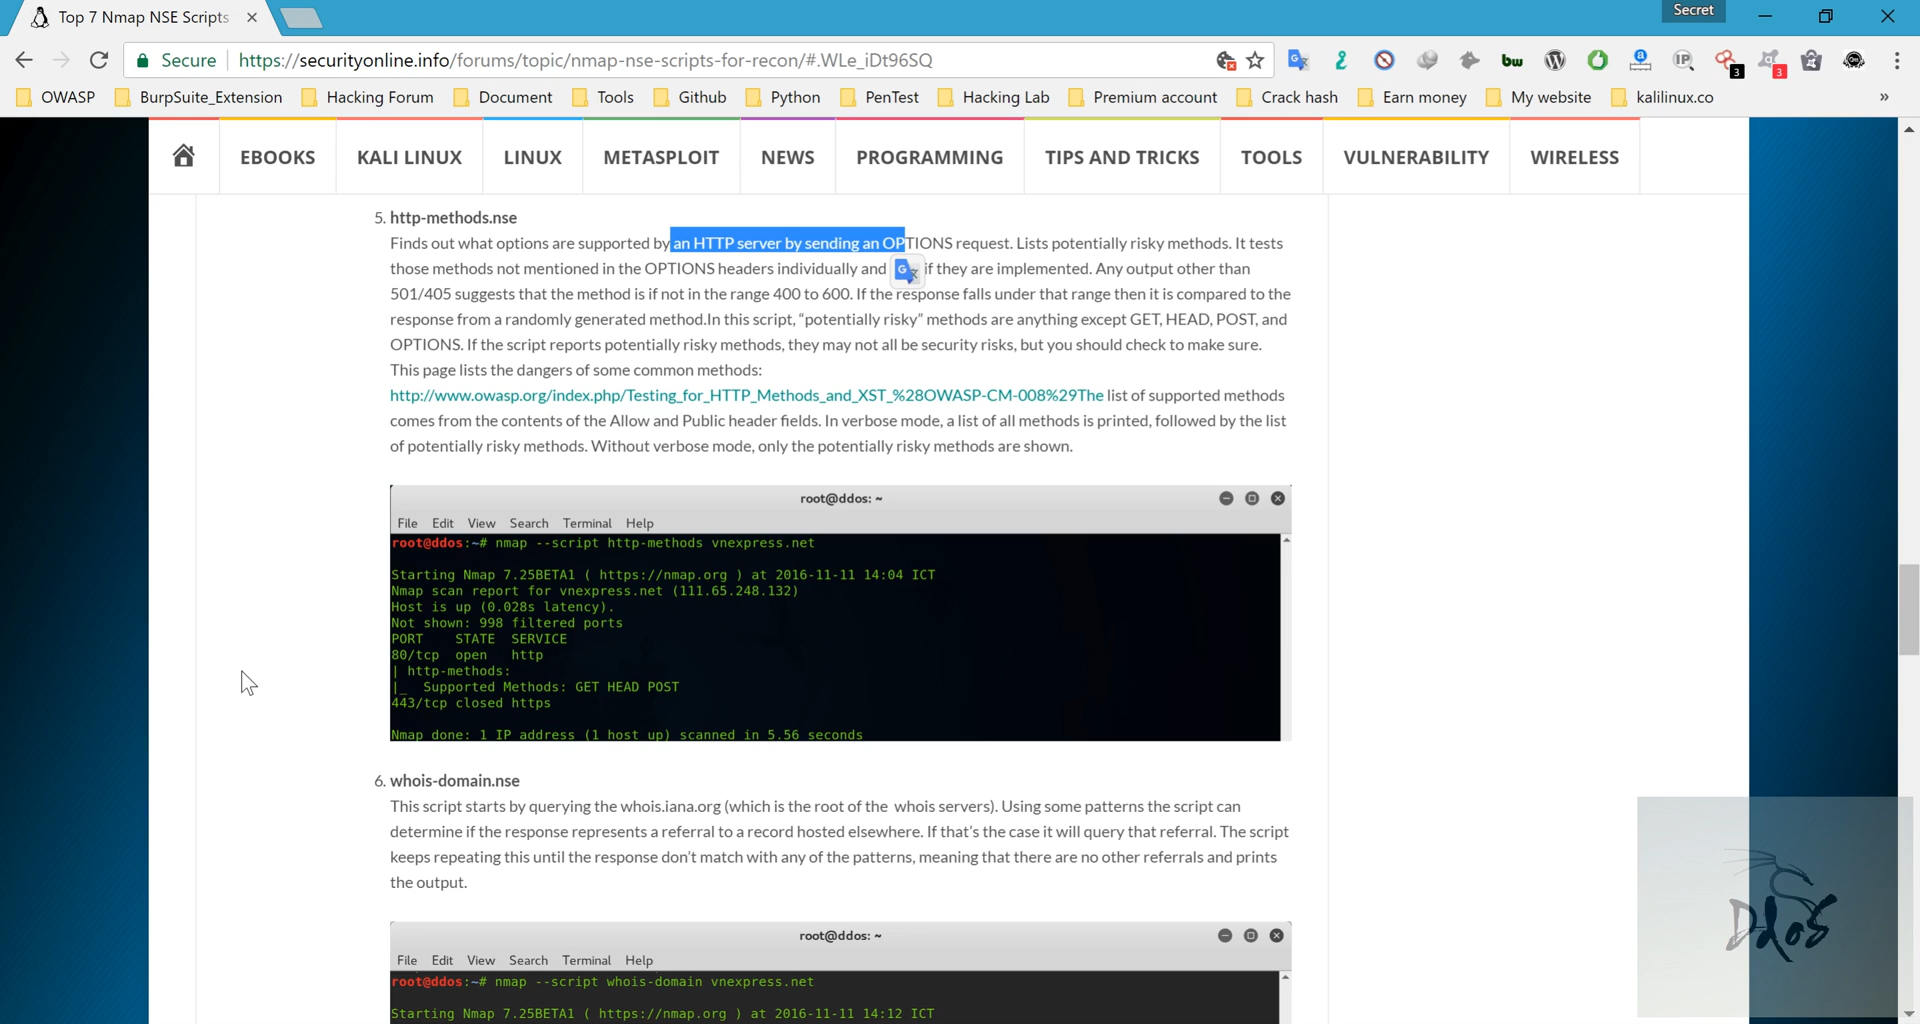 Top 7 Nmap NSE Scripts
Secret
Secure https://securityonline.info/forums/topic/nmap-nse-scripts-for-recon/#.WLe_iDt96SQ
bw
IP
3
3
OWASP BurpSuite_Extension Hacking Forum Document Tools Github Python PenTest Hacking Lab Premium account Crack hash Earn money My website kalilinux.co »
EBOOKS KALI LINUX LINUX METASPLOIT NEWS PROGRAMMING TIPS AND TRICKS TOOLS VULNERABILITY WIRELESS
5. http-methods.nse
Finds out what options are supported by an HTTP server by sending an OPTIONS request. Lists potentially risky methods. It tests
those methods not mentioned in the OPTIONS headers individually and if they are implemented. Any output other than
501/405 suggests that the method is if not in the range 400 to 600. If the response falls under that range then it is compared to the
response from a randomly generated method.In this script, “potentially risky” methods are anything except GET, HEAD, POST, and
OPTIONS. If the script reports potentially risky methods, they may not all be security risks, but you should check to make sure.
This page lists the dangers of some common methods:
http://www.owasp.org/index.php/Testing_for_HTTP_Methods_and_XST_%28OWASP-CM-008%29The list of supported methods
comes from the contents of the Allow and Public header fields. In verbose mode, a list of all methods is printed, followed by the list
of potentially risky methods. Without verbose mode, only the potentially risky methods are shown.
root@ddos: ~
File Edit View Search Terminal Help
root@ddos:~# nmap --script http-methods vnexpress.net
Starting Nmap 7.25BETA1 ( https://nmap.org ) at 2016-11-11 14:04 ICT
Nmap scan report for vnexpress.net (111.65.248.132)
Host is up (0.028s latency).
Not shown: 998 filtered ports
PORT STATE SERVICE
80/tcp open http
| http-methods:
|_ Supported Methods: GET HEAD POST
443/tcp closed https
Nmap done: 1 IP address (1 host up) scanned in 5.56 seconds
6. whois-domain.nse
This script starts by querying the whois.iana.org (which is the root of the whois servers). Using some patterns the script can
determine if the response represents a referral to a record hosted elsewhere. If that’s the case it will query that referral. The script
keeps repeating this until the response don’t match with any of the patterns, meaning that there are no other referrals and prints
the output.
root@ddos: ~
File Edit View Search Terminal Help
root@ddos:~# nmap --script whois-domain vnexpress.net
Starting Nmap 7.25BETA1 ( https://nmap.org ) at 2016-11-11 14:12 ICT
DdoS